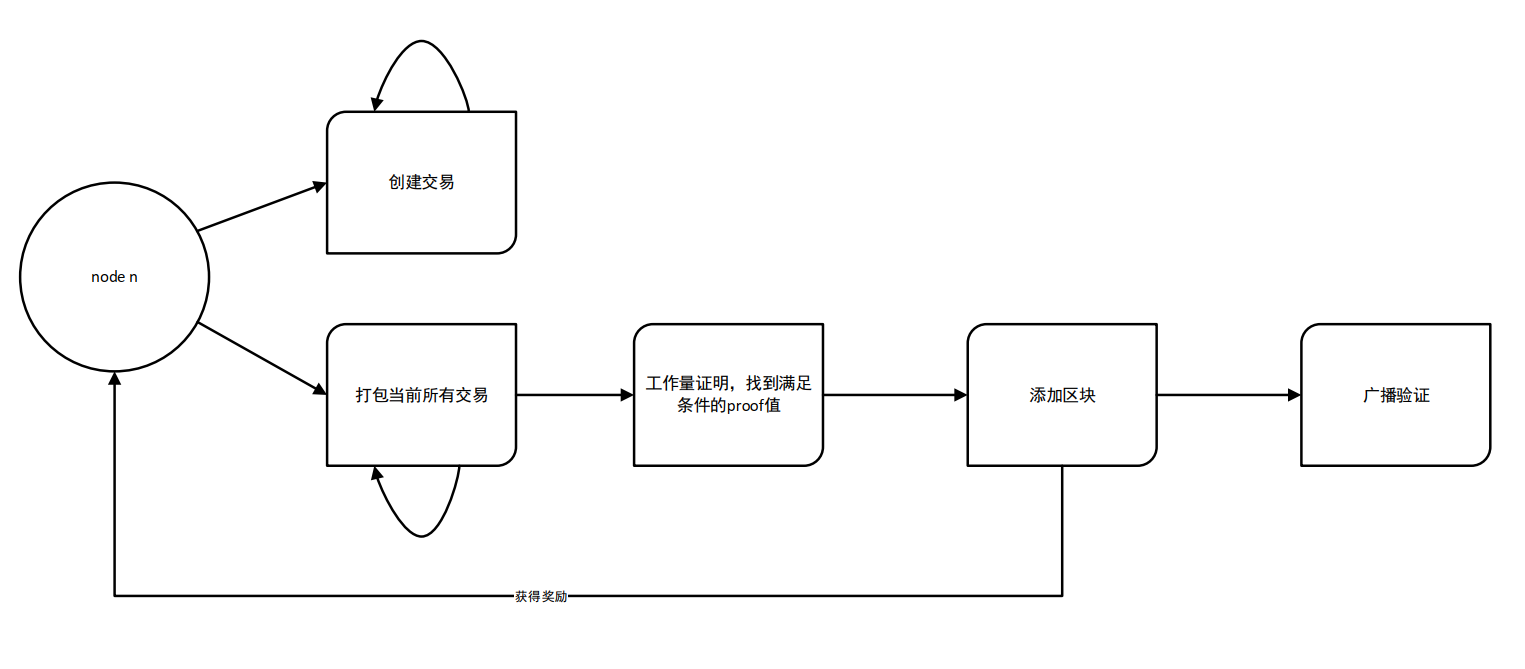 创建交易
node n
打包当前所有交易
工作量证明，找到满足
条件的proof值
添加区块
广播验证
获得奖励